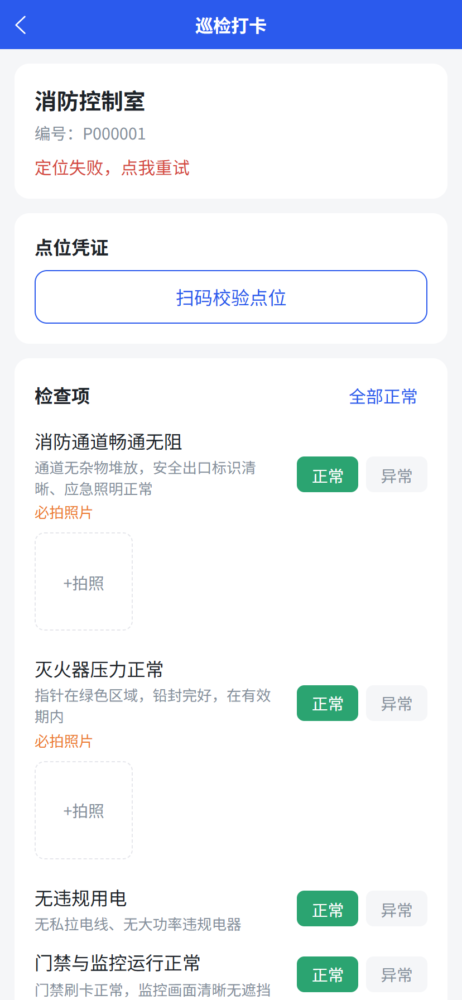 巡检打卡
消防控制室
编号：P000001
定位失败，点我重试
点位凭证
扫码校验点位
检查项
全部正常
消防通道畅通无阻
通道无杂物堆放，安全出口标识清
晰、应急照明正常
正常
异常
必拍照片
+拍照
灭火器压力正常
指针在绿色区域，铅封完好，在有效
期内
正常
异常
必拍照片
+拍照
无违规用电
无私拉电线、无大功率违规电器
正常
异常
门禁与监控运行正常
门禁刷卡正常，监控画面清晰无遮挡
正常
异常